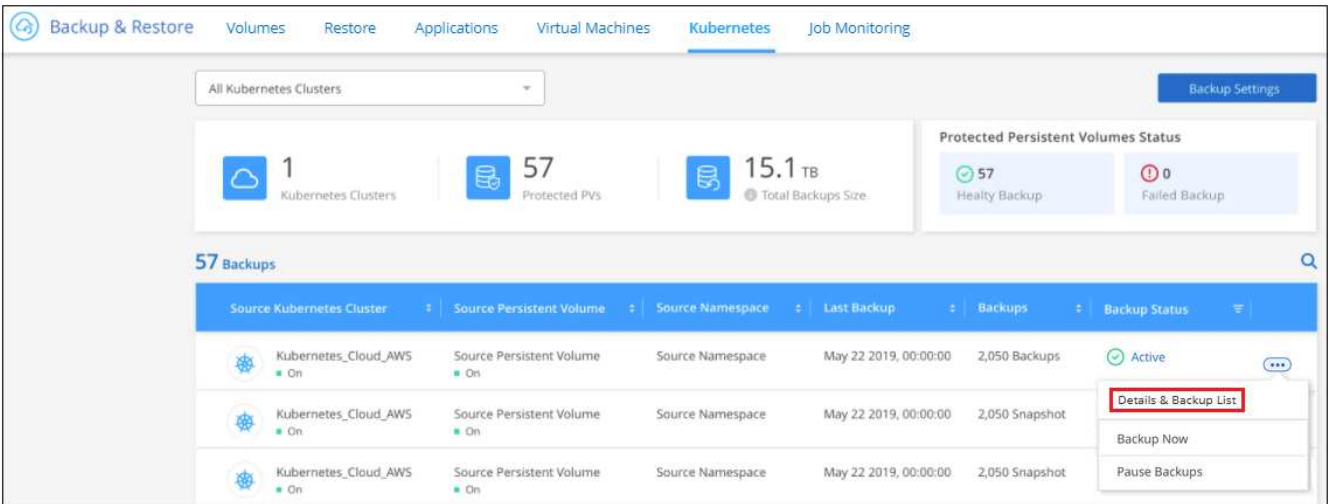 Backup & Restore Volumes Restore Applications Virtual Machines Kubernetes Job Monitoring
All Kubernetes Clusters Backup Settings
Protected Persistent Volumes Status
1 57 15.1 TB
Kubernetes Clusters Protected PVs Total Backups Size
57 0
Healty Backup Failed Backup
57 Backups
Source Kubernetes Cluster Source Persistent Volume Source Namespace Last Backup Backups Backup Status
Kubernetes_Cloud_AWS Source Persistent Volume Source Namespace May 22 2019, 00:00:00 2,050 Backups Active
On On
Details & Backup List
Kubernetes_Cloud_AWS Source Persistent Volume Source Namespace May 22 2019, 00:00:00 2,050 Snapshot
On On
Backup Now
Kubernetes_Cloud_AWS Source Persistent Volume Source Namespace May 22 2019, 00:00:00 2,050 Snapshot
On On
Pause Backups